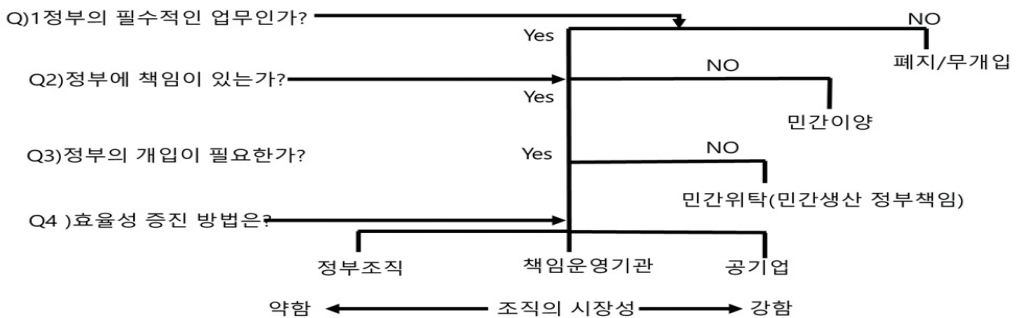 Q)1정부의 필수적인 업무인가?
NO
Yes
폐지/무개입
Q2)정부에 책임이 있는가?
NO
Yes
민간이양
Q3)정부의 개입이 필요한가?
Yes
NO
민간위탁(민간생산 정부책임)
Q4 )효율성 증진 방법은?
정부조직 책임운영기관 공기업
약함 조직의 시장성 강함